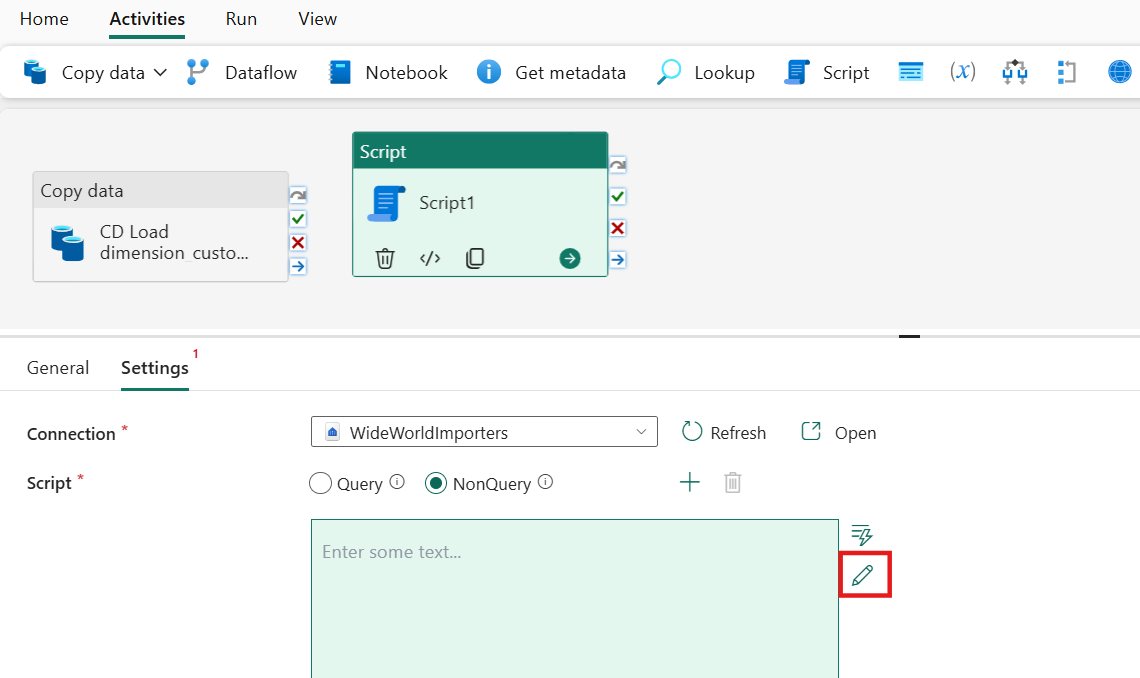 Home Activities Run View
Copy data Dataflow Notebook Get metadata Lookup Script (x)
Script
Copy data
Script1
CD Load
dimension_custo...
General Settings 1
Connection * WideWorldImporters Refresh Open
Script * Query NonQuery
Enter some text...